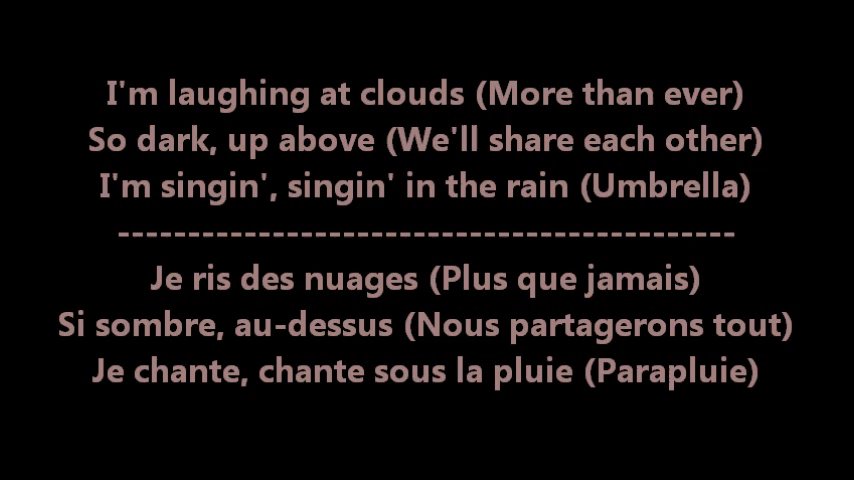 I'm laughing at clouds (More than ever)
So dark, up above (We'll share each other)
I'm singin', singin' in the rain (Umbrella)
--------------------------------------------
Je ris des nuages (Plus que jamais)
Si sombre, au-dessus (Nous partagerons tout)
Je chante, chante sous la pluie (Parapluie)